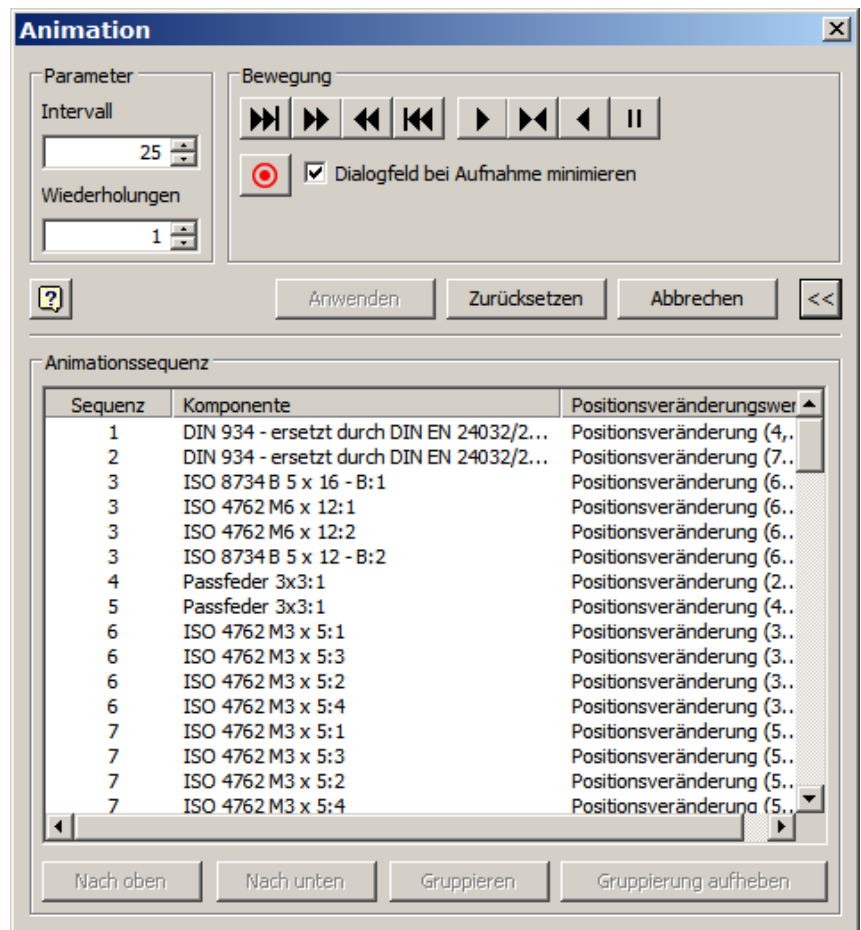 Animation
Parameter
Bewegung
Intervall
25
Dialogfeld bei Aufnahme minimieren
Wiederholungen
1
Anwenden Zurücksetzen Abbrechen <<
Animationssequenz
Sequenz Komponente Positionsveränderungswer
1 DIN 934 - ersetzt durch DIN EN 24032/2... Positionsveränderung (4,..
2 DIN 934 - ersetzt durch DIN EN 24032/2... Positionsveränderung (7..
3 ISO 8734 B 5 x 16 - B:1 Positionsveränderung (6..
3 ISO 4762 M6 x 12:1 Positionsveränderung (6..
3 ISO 4762 M6 x 12:2 Positionsveränderung (6..
3 ISO 8734 B 5 x 12 - B:2 Positionsveränderung (6..
4 Passfeder 3x3:1 Positionsveränderung (2..
5 Passfeder 3x3:1 Positionsveränderung (4..
6 ISO 4762 M3 x 5:1 Positionsveränderung (3..
6 ISO 4762 M3 x 5:3 Positionsveränderung (3..
6 ISO 4762 M3 x 5:2 Positionsveränderung (3..
6 ISO 4762 M3 x 5:4 Positionsveränderung (3..
7 ISO 4762 M3 x 5:1 Positionsveränderung (5..
7 ISO 4762 M3 x 5:3 Positionsveränderung (5..
7 ISO 4762 M3 x 5:2 Positionsveränderung (5..
7 ISO 4762 M3 x 5:4 Positionsveränderung (5..
Nach oben Nach unten Gruppieren Gruppierung aufheben